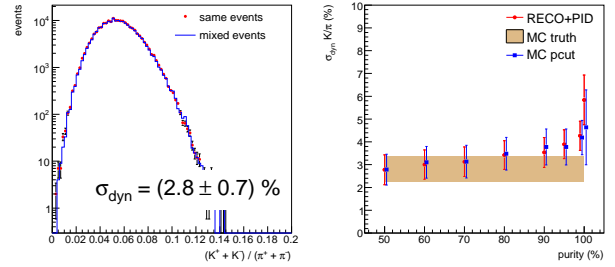 events
10⁴
10³
10²
10
1
same events
mixed events
σdyn = (2.8 ± 0.7) %
0 0.02 0.04 0.06 0.08 0.1 0.12 0.14 0.16 0.18 0.2
(K⁺ + K⁻) / (π⁺ + π⁻)
σdyn K/π (%)
10
9
8
7
6
5
4
3
2
1
0
RECO+PID
MC truth
MC pcut
50 60 70 80 90 100
purity (%)